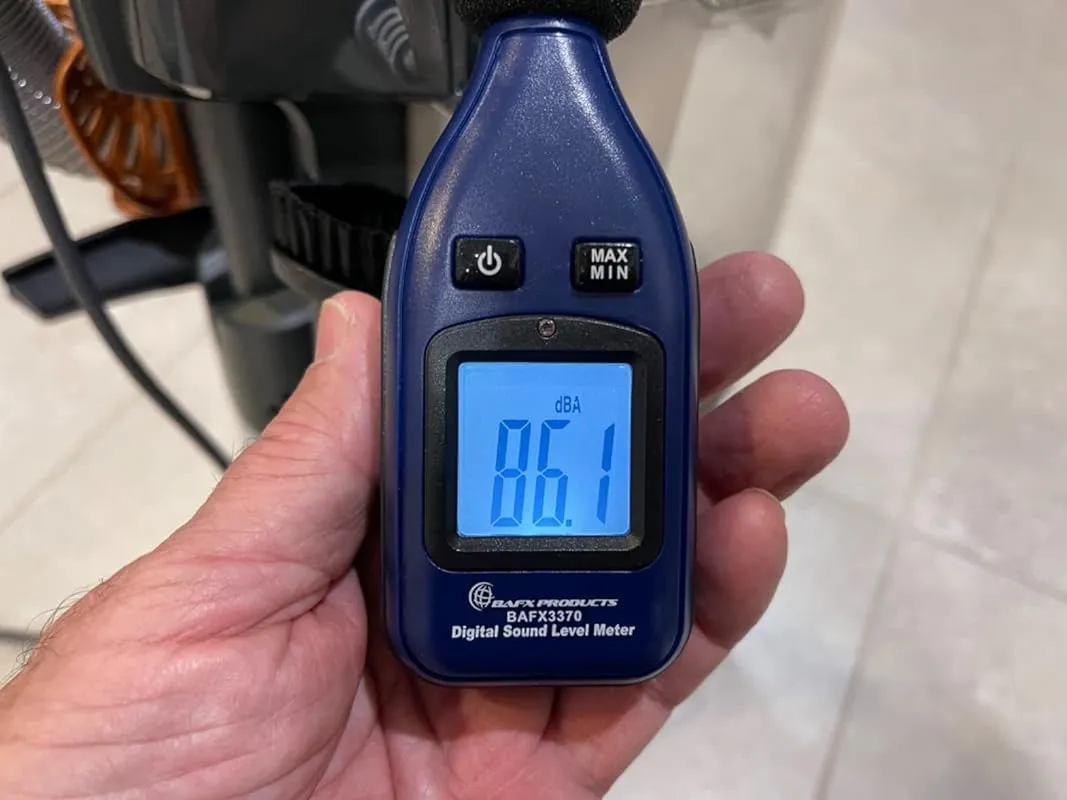 MAX
MIN
dBA
86.1
BAFX PRODUCTS
BAFX3370
Digital Sound Level Meter